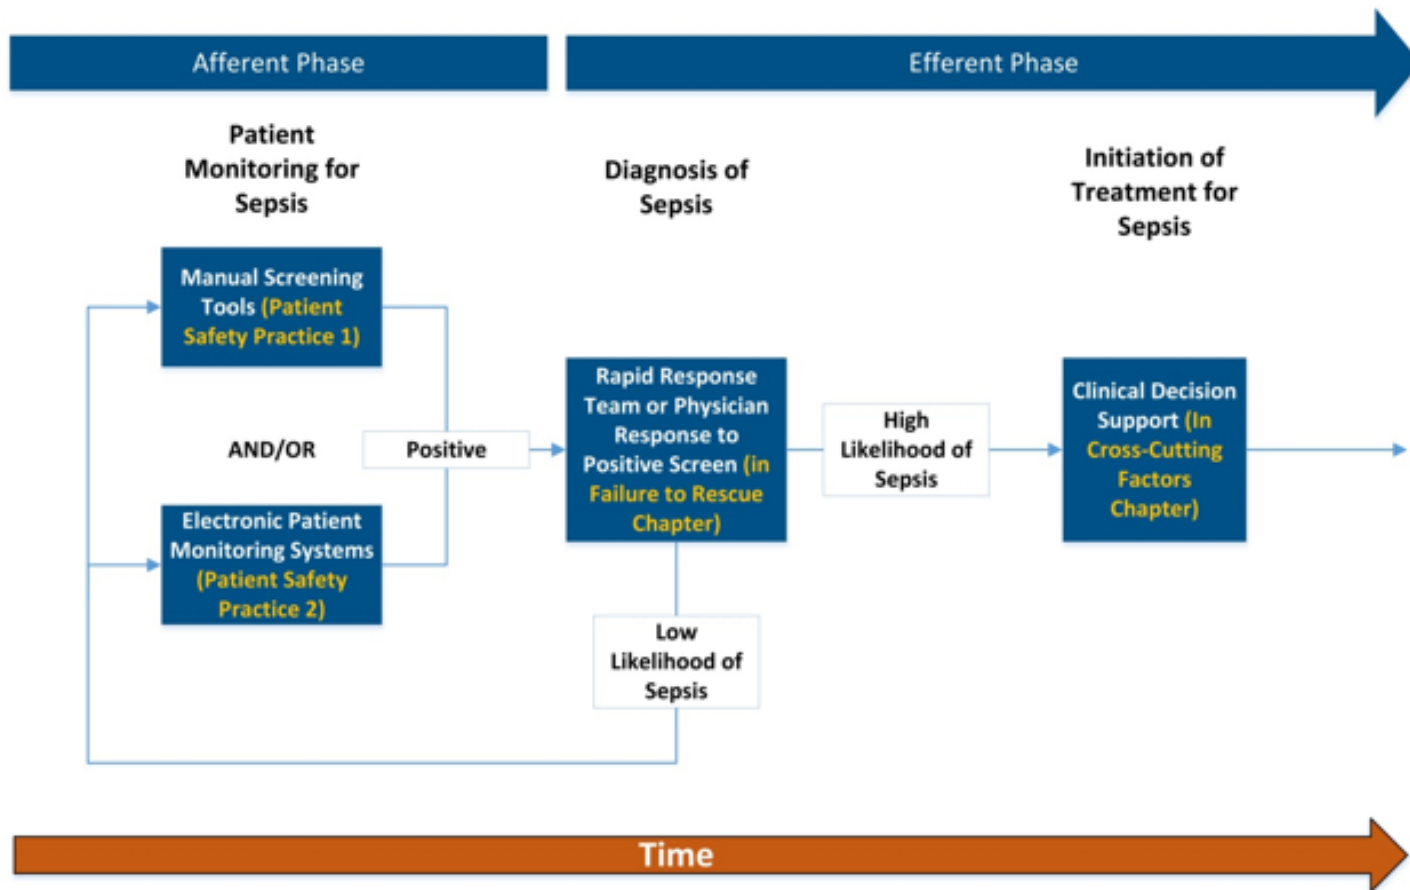 Afferent Phase
Efferent Phase
Patient
Monitoring for
Sepsis
Diagnosis of
Sepsis
Initiation of
Treatment for
Sepsis
Manual Screening
Tools (Patient
Safety Practice 1)
AND/OR
Positive
Electronic Patient
Monitoring Systems
(Patient Safety
Practice 2)
Rapid Response
Team or Physician
Response to
Positive Screen (in
Failure to Rescue
Chapter)
High
Likelihood of
Sepsis
Clinical Decision
Support (In
Cross-Cutting
Factors
Chapter)
Low
Likelihood of
Sepsis
Time